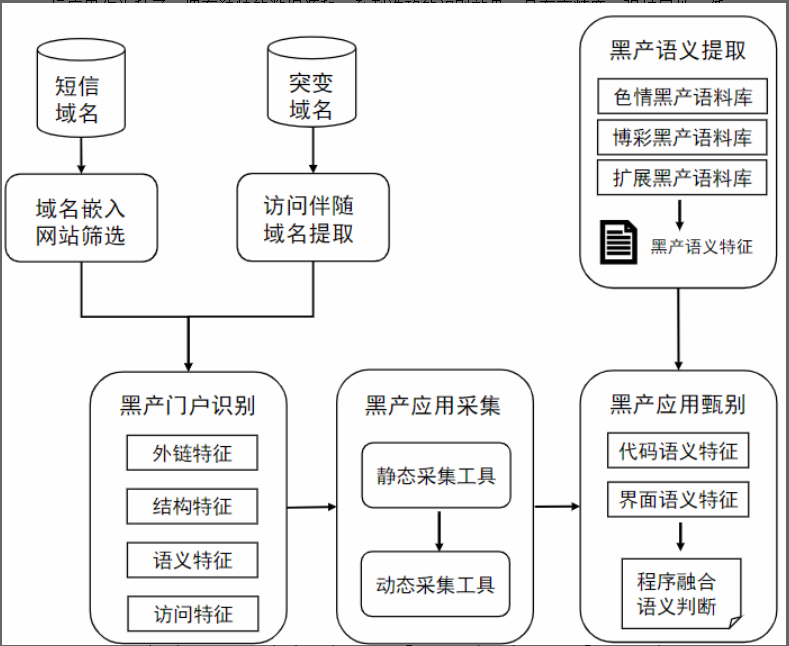 短信
域名
突变
域名
域名嵌入
网站筛选
访问伴随
域名提取
黑产语义提取
色情黑产语料库
博彩黑产语料库
扩展黑产语料库
黑产语义特征
黑产门户识别
外链特征
结构特征
语义特征
访问特征
黑产应用采集
静态采集工具
动态采集工具
黑产应用甄别
代码语义特征
界面语义特征
程序融合
语义判断